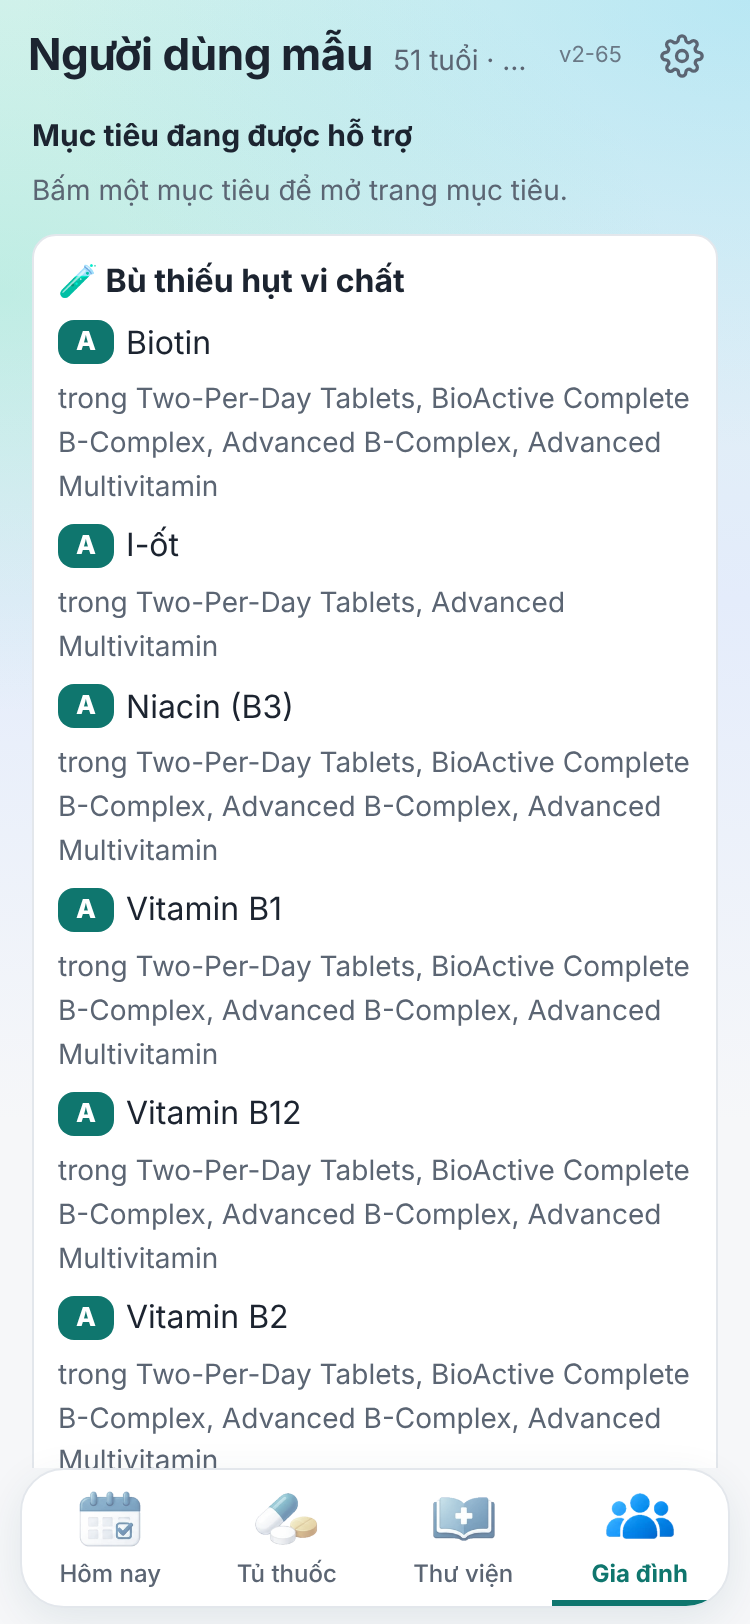 Người dùng mẫu 51 tuổi · ... v2-65
Mục tiêu đang được hỗ trợ
Bấm một mục tiêu để mở trang mục tiêu.
Bù thiếu hụt vi chất
A Biotin
trong Two-Per-Day Tablets, BioActive Complete
B-Complex, Advanced B-Complex, Advanced
Multivitamin
A I-ốt
trong Two-Per-Day Tablets, Advanced
Multivitamin
A Niacin (B3)
trong Two-Per-Day Tablets, BioActive Complete
B-Complex, Advanced B-Complex, Advanced
Multivitamin
A Vitamin B1
trong Two-Per-Day Tablets, BioActive Complete
B-Complex, Advanced B-Complex, Advanced
Multivitamin
A Vitamin B12
trong Two-Per-Day Tablets, BioActive Complete
B-Complex, Advanced B-Complex, Advanced
Multivitamin
A Vitamin B2
trong Two-Per-Day Tablets, BioActive Complete
B-Complex, Advanced B-Complex, Advanced
Multivitamin
Hôm nay Tủ thuốc Thư viện Gia đình